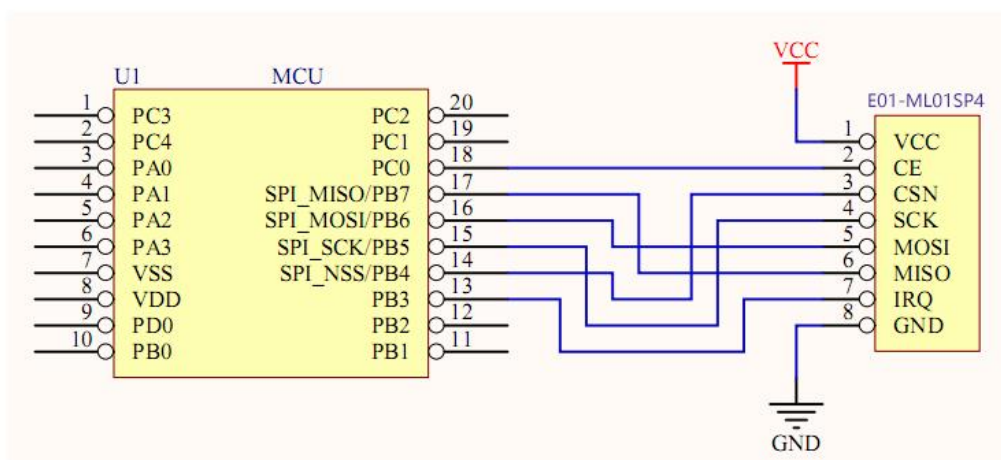 VCC
U1 MCU
E01-ML01SP4
1 PC3 PC2 20
2 PC4 PC1 19
3 PA0 PC0 18
4 PA1 SPI_MISO/PB7 17
5 PA2 SPI_MOSI/PB6 16
6 PA3 SPI_SCK/PB5 15
7 VSS SPI_NSS/PB4 14
8 VDD PB3 13
9 PD0 PB2 12
10 PB0 PB1 11
1 VCC
2 CE
3 CSN
4 SCK
5 MOSI
6 MISO
7 IRQ
8 GND
GND